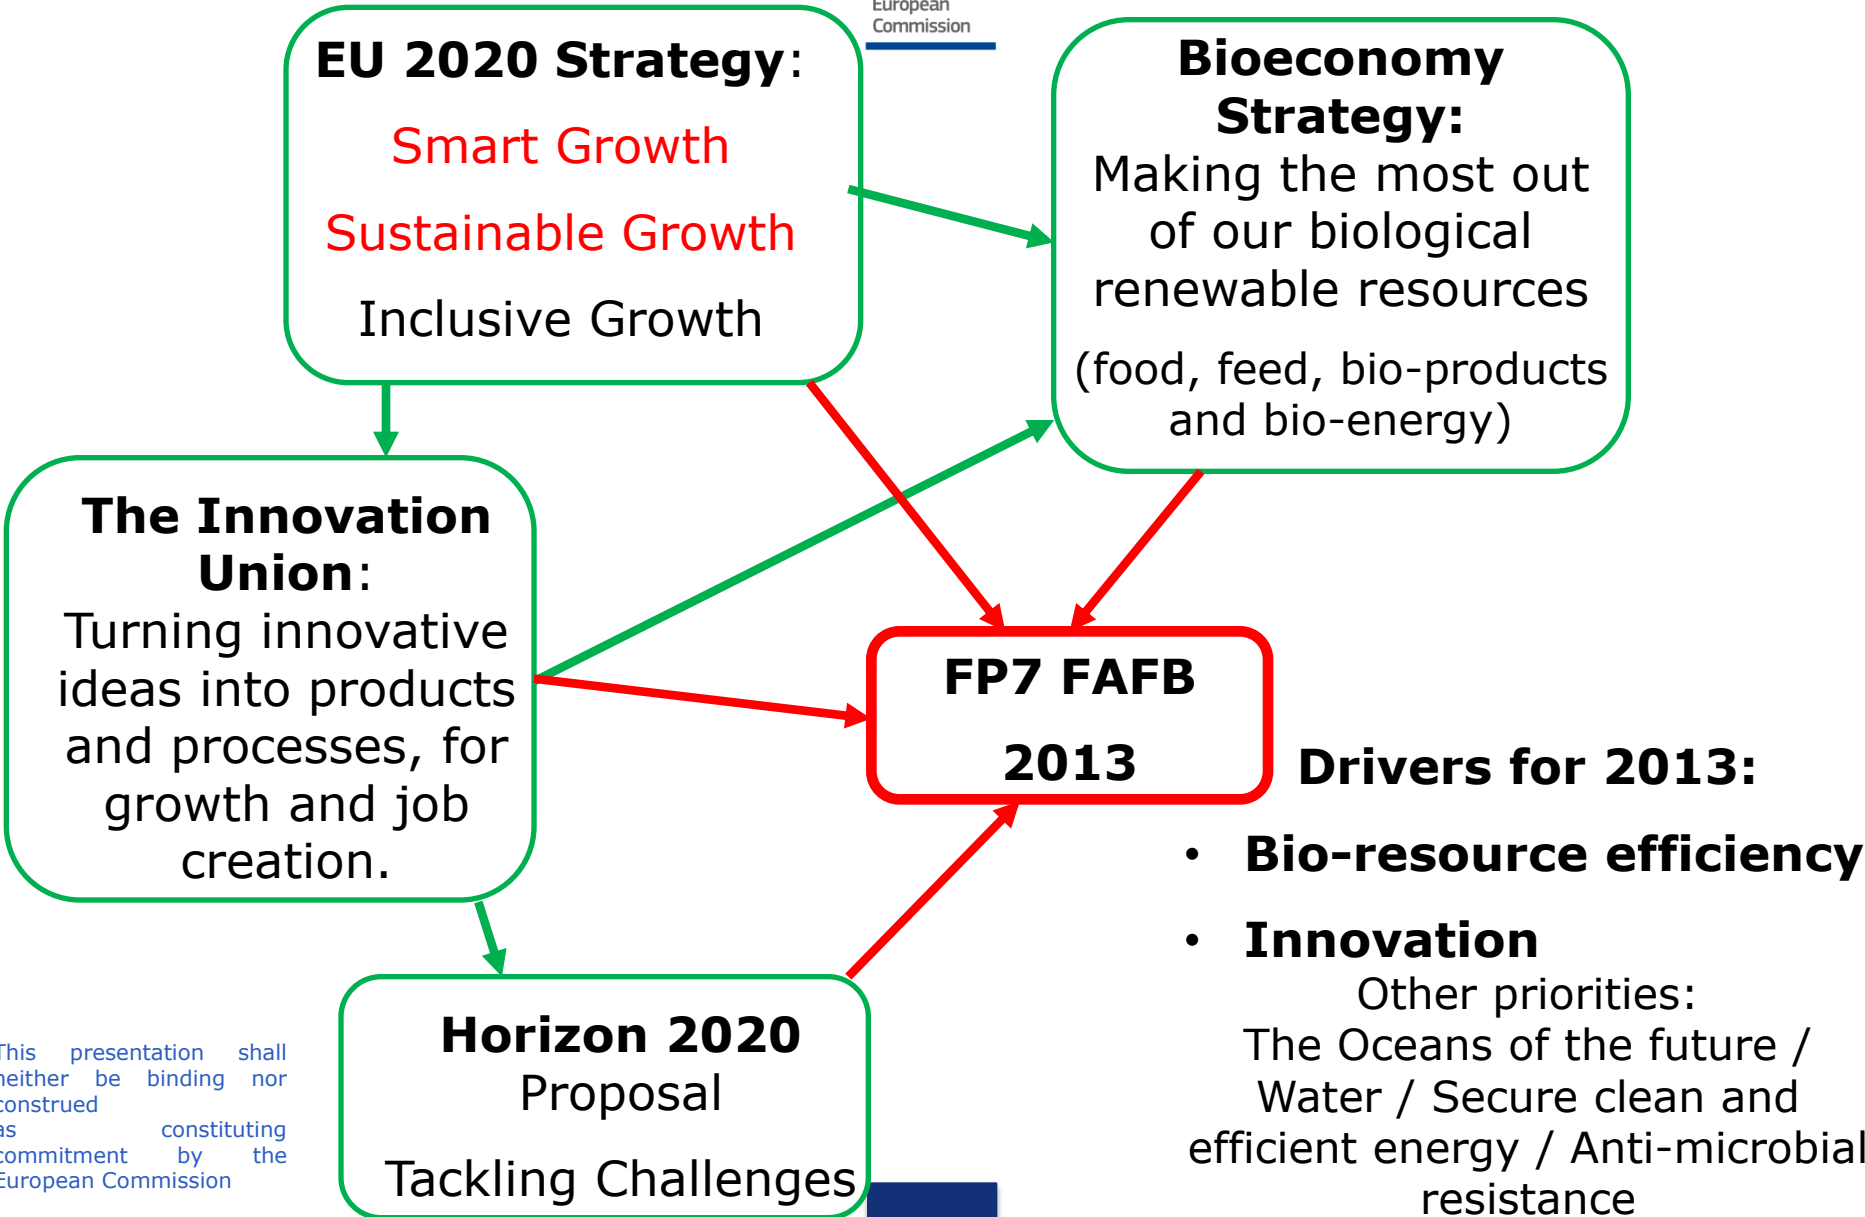 European
Commission
EU 2020 Strategy:
Smart Growth
Sustainable Growth
Inclusive Growth
Bioeconomy
Strategy:
Making the most out
of our biological
renewable resources
(food, feed, bio-products
and bio-energy)
The Innovation
Union:
Turning innovative
ideas into products
and processes, for
growth and job
creation.
FP7 FAFB
2013
Drivers for 2013:
• Bio-resource efficiency
• Innovation
Other priorities:
The Oceans of the future /
Water / Secure clean and
efficient energy / Anti-microbial
resistance
Horizon 2020
Proposal
Tackling Challenges
This presentation shall
neither be binding nor
construed
as constituting
commitment by the
European Commission